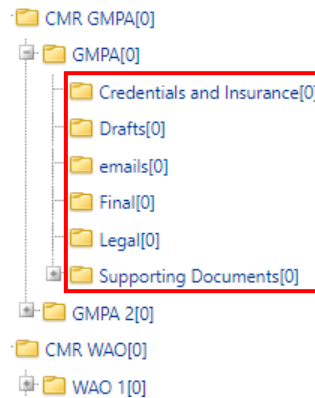 CMR GMPA[0]
GMPA[0]
Credentials and Insurance[0]
Drafts[0]
emails[0]
Final[0]
Legal[0]
Supporting Documents[0]
GMPA 2[0]
CMR WAO[0]
WAO 1[0]